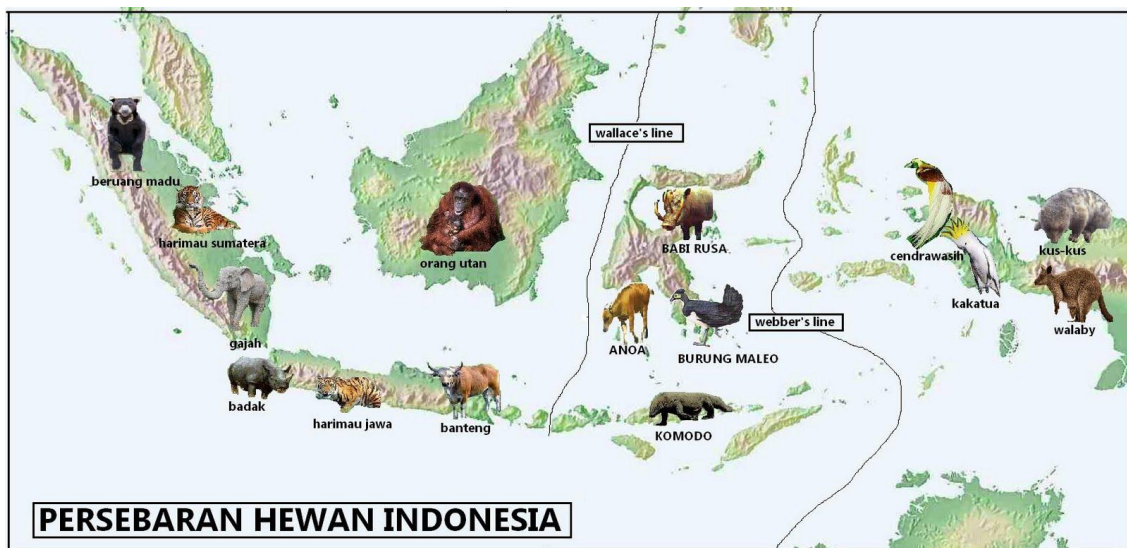 wallace's line
beruang madu
harimau sumatera
orang utan
BABI RUSA
cendrawasih
kus-kus
kakatua
walaby
webber's line
gajah
ANOA
BURUNG MALEO
badak
harimau jawa
banteng
KOMODO
PERSEBARAN HEWAN INDONESIA